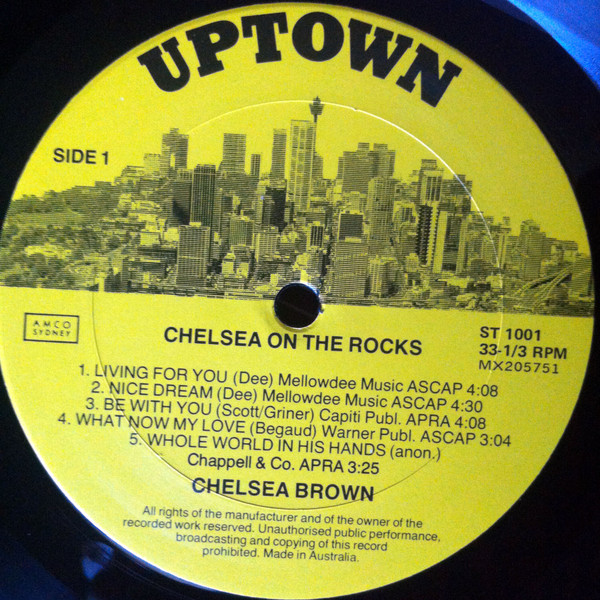 UPTOWN
SIDE 1
AMCO
SYDNEY
CHELSEA ON THE ROCKS
ST 1001
33-1/3 RPM
MX205751
1. LIVING FOR YOU (Dee) Mellowdee Music ASCAP 4:08
2. NICE DREAM (Dee) Mellowdee Music ASCAP 4:30
3. BE WITH YOU (Scott/Griner) Capiti Publ. APRA 4:08
4. WHAT NOW MY LOVE (Begaud) Warner Publ. ASCAP 3:04
5. WHOLE WORLD IN HIS HANDS (anon.)
Chappell & Co. APRA 3:25
CHELSEA BROWN
All rights of the manufacturer and of the owner of the
recorded work reserved. Unauthorised public performance,
broadcasting and copying of this record
prohibited. Made in Australia.